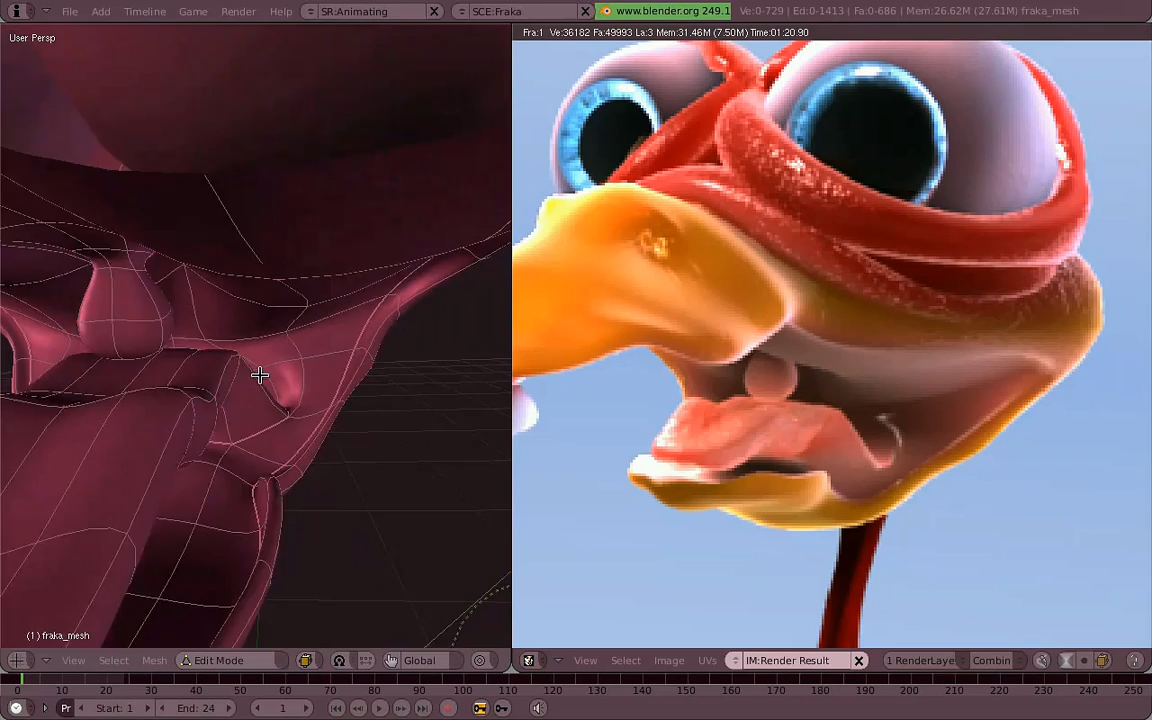 File Add Timeline Game Render Help SR:Animating SCE:Fraka www.blender.org 249.1 Ve:0-729 | Ed:0-1413 | Fa:0-686 | Mem:26.62M (27.61M) fraka_mesh
User Persp
Fra:1 Ve:36182 Fa:49993 La:3 Mem:31.46M (7.50M) Time:01:20.90
(1) fraka_mesh
View Select Mesh Edit Mode Global
View Select Image UVs IM:Render Result 1 RenderLaye Combin
0 10 20 30 40 50 60 70 80 90 100 110 120 130 140 150 160 170 180 190 200 210 220 230 240 250
Pr Start: 1 End: 24 1